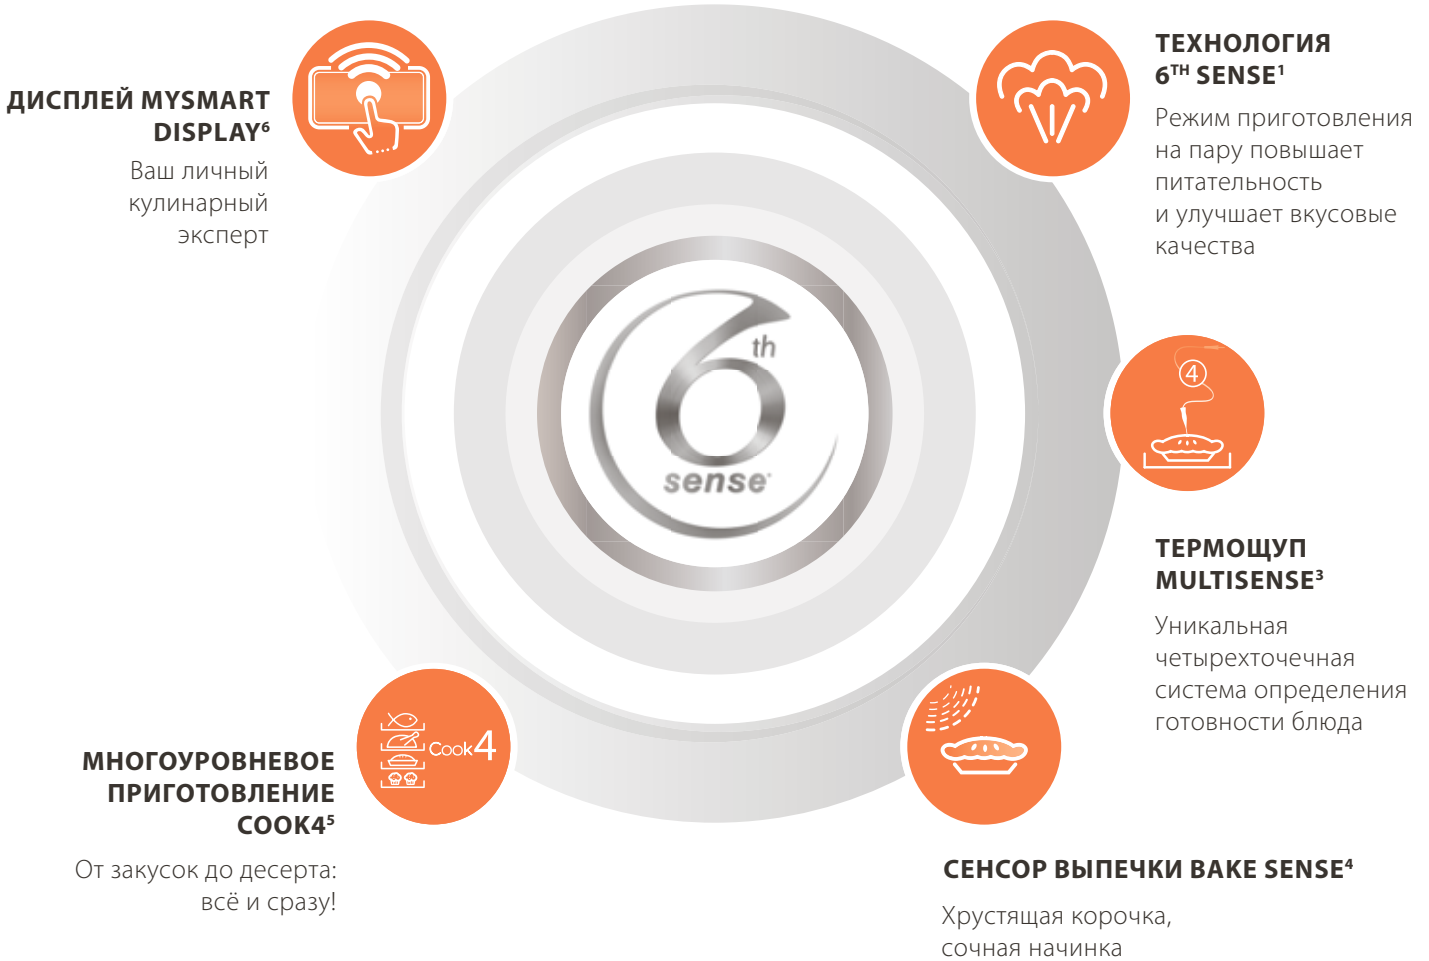 ДИСПЛЕЙ MYSMART
DISPLAY⁶
Ваш личный
кулинарный
эксперт
ТЕХНОЛОГИЯ
6ᵀᴴ SENSE¹
Режим приготовления
на пару повышает
питательность
и улучшает вкусовые
качества
6th
sense
4
ТЕРМОЩУП
MULTISENSE³
Уникальная
четырехточечная
система определения
готовности блюда
Cook4
МНОГОУРОВНЕВОЕ
ПРИГОТОВЛЕНИЕ
COOK4⁵
От закусок до десерта:
всё и сразу!
СЕНСОР ВЫПЕЧКИ BAKE SENSE⁴
Хрустящая корочка,
сочная начинка